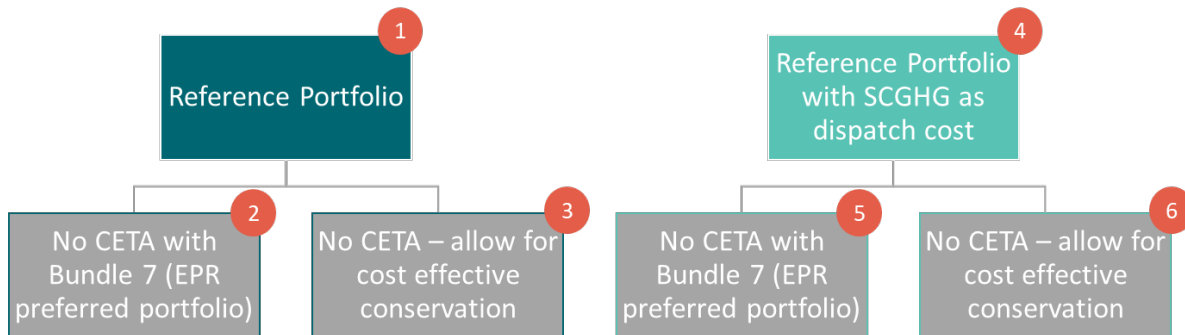 1
Reference Portfolio
4
Reference Portfolio
with SCGHG as
dispatch cost
2
No CETA with
Bundle 7 (EPR
preferred portfolio)
3
No CETA – allow for
cost effective
conservation
5
No CETA with
Bundle 7 (EPR
preferred portfolio)
6
No CETA – allow for
cost effective
conservation